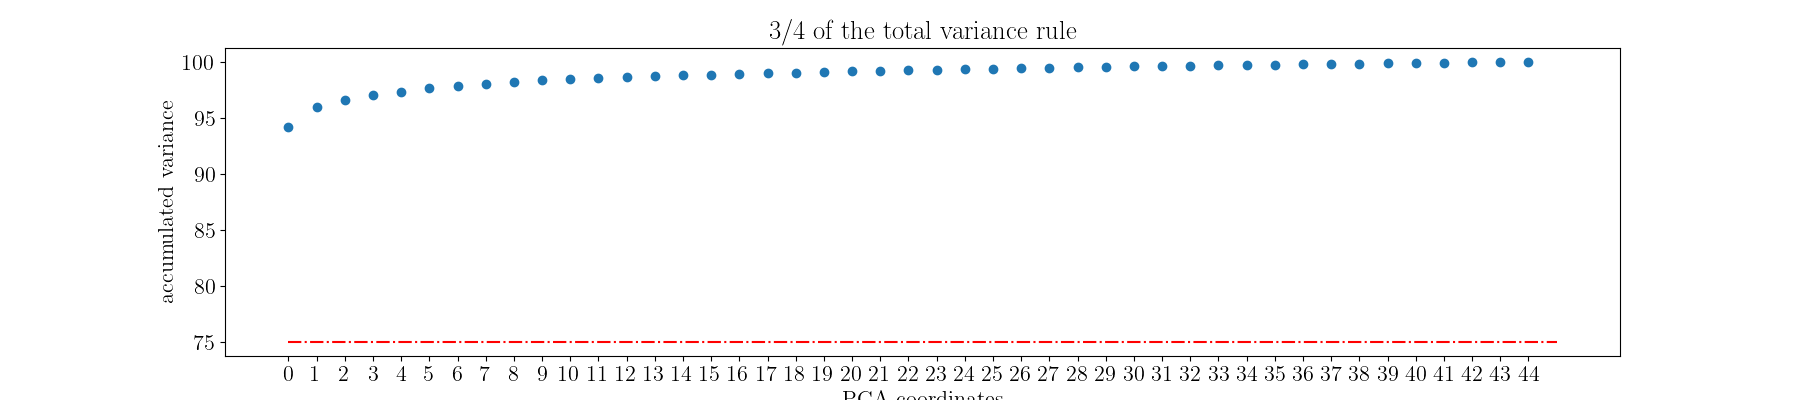 3/4 of the total variance rule
accumulated variance
100
95
90
85
80
75
0 1 2 3 4 5 6 7 8 9 10 11 12 13 14 15 16 17 18 19 20 21 22 23 24 25 26 27 28 29 30 31 32 33 34 35 36 37 38 39 40 41 42 43 44
PCA coordinates